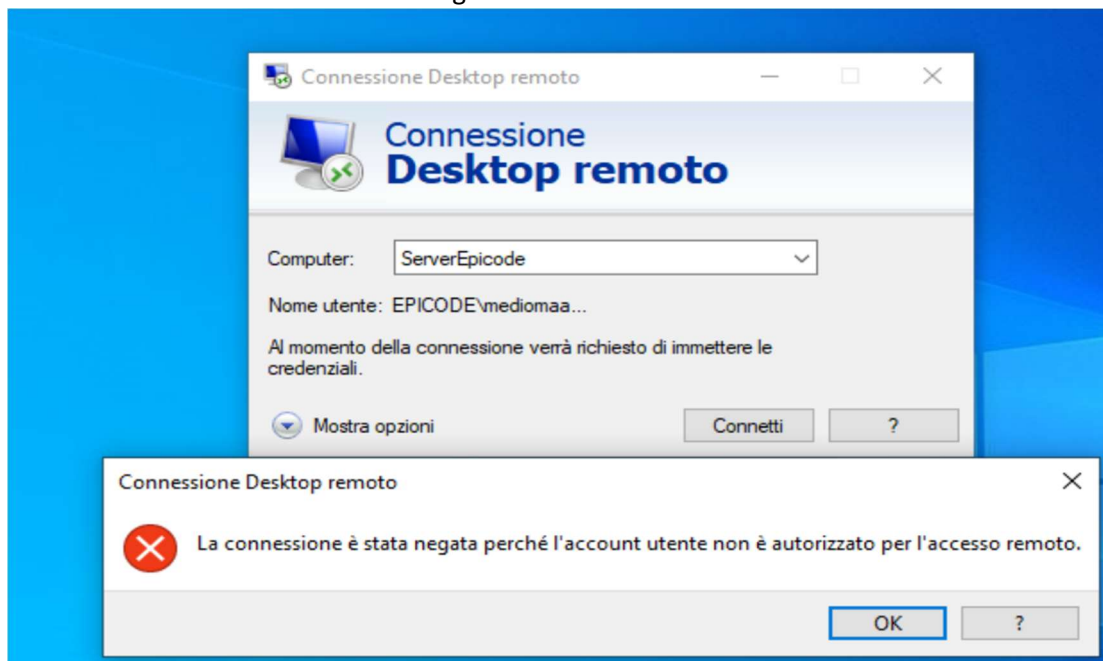 Connessione Desktop remoto
Connessione
Desktop remoto
Computer: ServerEpicode
Nome utente: EPICODE\mediomaa...
Al momento della connessione verrà richiesto di immettere le
credenziali.
Mostra opzioni Connetti ?
Connessione Desktop remoto
La connessione è stata negata perché l'account utente non è autorizzato per l'accesso remoto.
OK ?